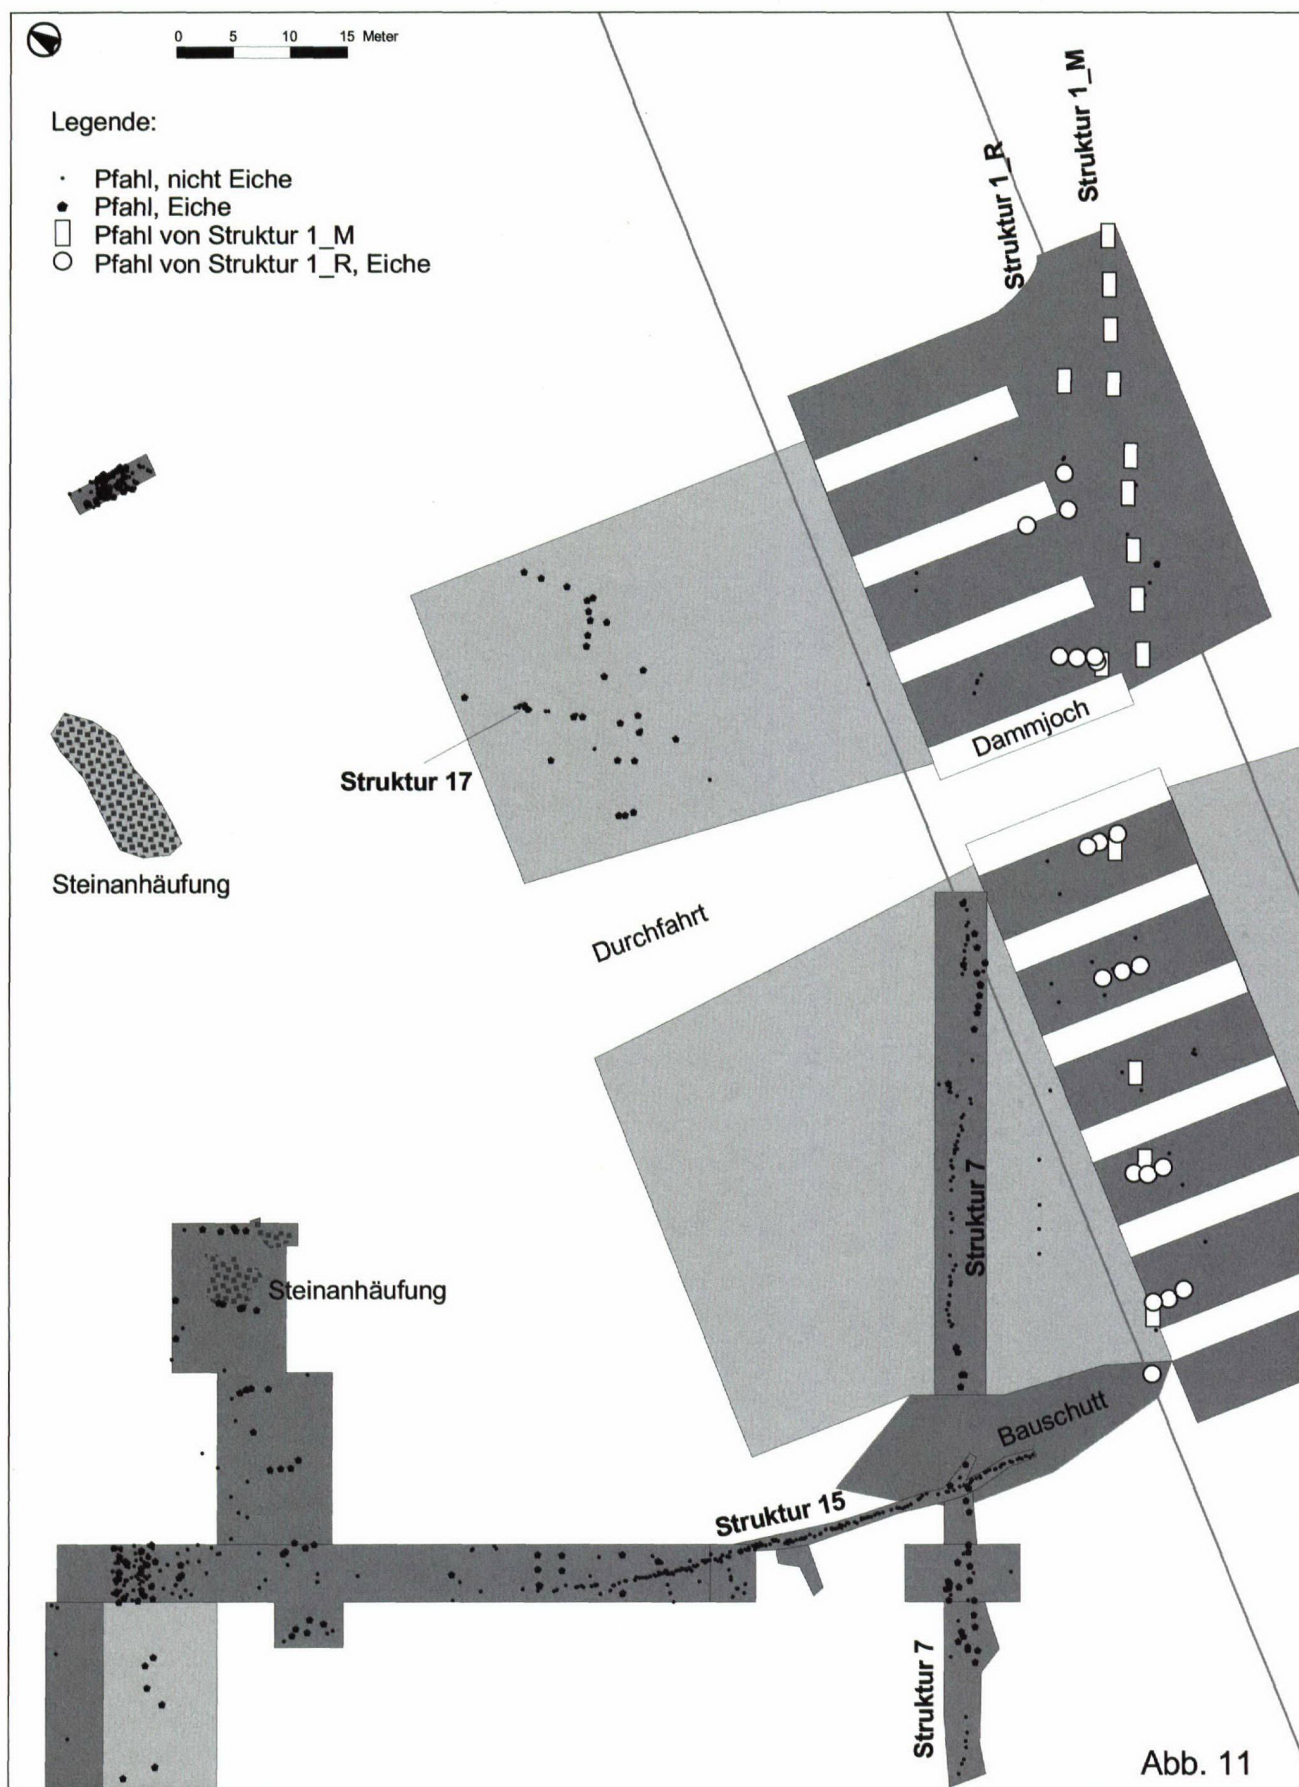 0 5 10 15 Meter
Legende:
Pfahl, nicht Eiche
Pfahl, Eiche
Pfahl von Struktur 1_M
Pfahl von Struktur 1_R, Eiche
Struktur 1_R
Struktur 1_M
Dammjoch
Struktur 17
Steinanhäufung
Durchfahrt
Struktur 7
Steinanhäufung
Bauschutt
Struktur 15
Struktur 7
Abb. 11